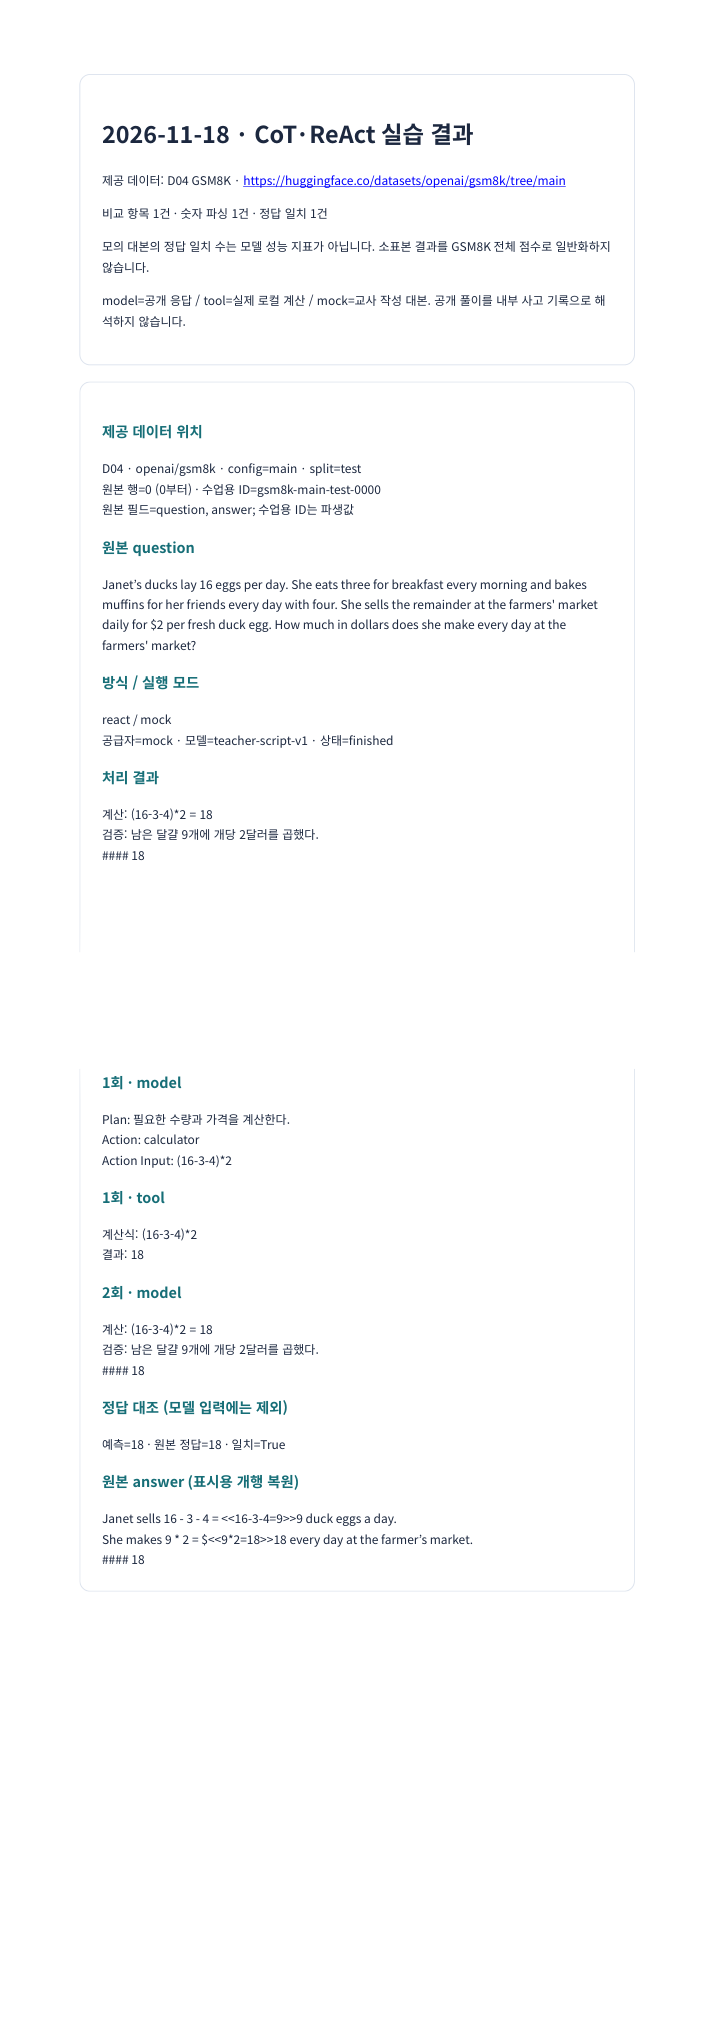 2026-11-18 · CoT·ReAct 실습 결과
제공 데이터: D04 GSM8K · https://huggingface.co/datasets/openai/gsm8k/tree/main
비교 항목 1건 · 숫자 파싱 1건 · 정답 일치 1건
모의 대본의 정답 일치 수는 모델 성능 지표가 아닙니다. 소표본 결과를 GSM8K 전체 점수로 일반화하지
않습니다.
model=공개 응답 / tool=실제 로컬 계산 / mock=교사 작성 대본. 공개 풀이를 내부 사고 기록으로 해
석하지 않습니다.
제공 데이터 위치
D04 · openai/gsm8k · config=main · split=test
원본 행=0 (0부터) · 수업용 ID=gsm8k-main-test-0000
원본 필드=question, answer; 수업용 ID는 파생값
원본 question
Janet’s ducks lay 16 eggs per day. She eats three for breakfast every morning and bakes
muffins for her friends every day with four. She sells the remainder at the farmers' market
daily for $2 per fresh duck egg. How much in dollars does she make every day at the
farmers' market?
방식 / 실행 모드
react / mock
공급자=mock · 모델=teacher-script-v1 · 상태=finished
처리 결과
계산: (16-3-4)*2 = 18
검증: 남은 달걀 9개에 개당 2달러를 곱했다.
#### 18
1회 · model
Plan: 필요한 수량과 가격을 계산한다.
Action: calculator
Action Input: (16-3-4)*2
1회 · tool
계산식: (16-3-4)*2
결과: 18
2회 · model
계산: (16-3-4)*2 = 18
검증: 남은 달걀 9개에 개당 2달러를 곱했다.
#### 18
정답 대조 (모델 입력에는 제외)
예측=18 · 원본 정답=18 · 일치=True
원본 answer (표시용 개행 복원)
Janet sells 16 - 3 - 4 = <<16-3-4=9>>9 duck eggs a day.
She makes 9 * 2 = $<<9*2=18>>18 every day at the farmer’s market.
#### 18